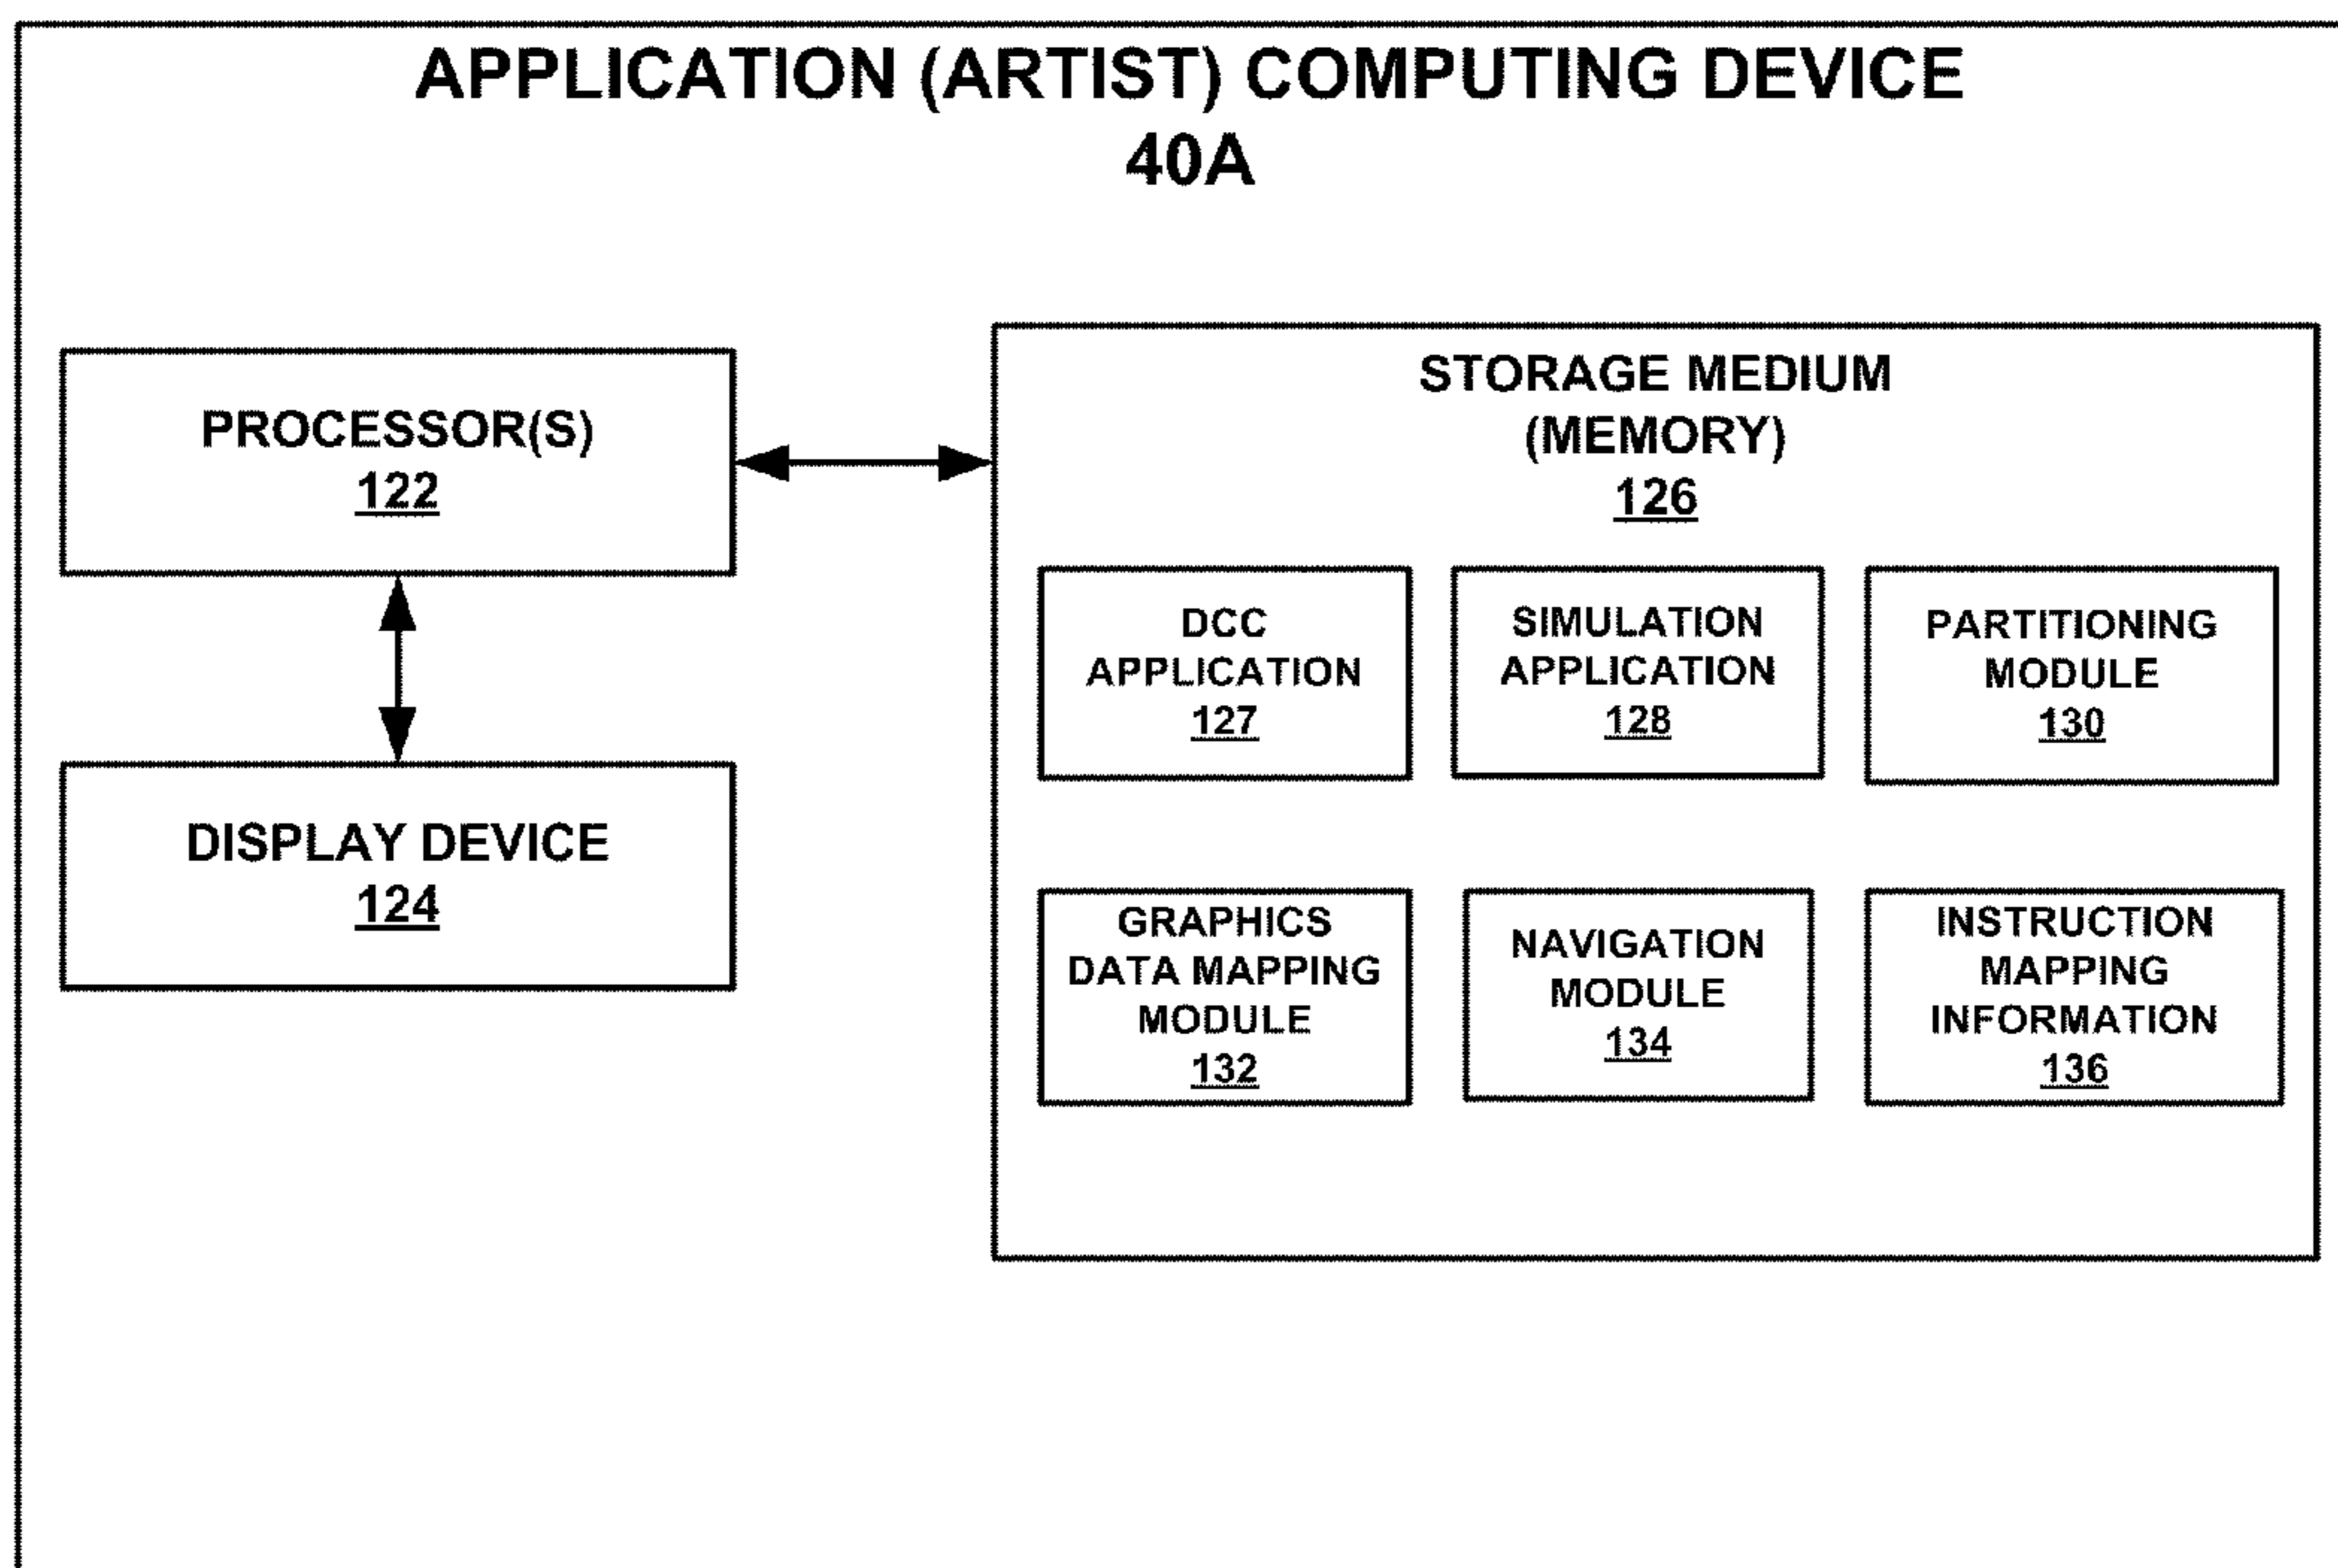 APPLICATION (ARTIST) COMPUTING DEVICE
40A
PROCESSOR(S)
122
DISPLAY DEVICE
124
STORAGE MEDIUM
(MEMORY)
126
DCC
APPLICATION
127
SIMULATION
APPLICATION
128
PARTITIONING
MODULE
130
GRAPHICS
DATA MAPPING
MODULE
132
NAVIGATION
MODULE
134
INSTRUCTION
MAPPING
INFORMATION
136